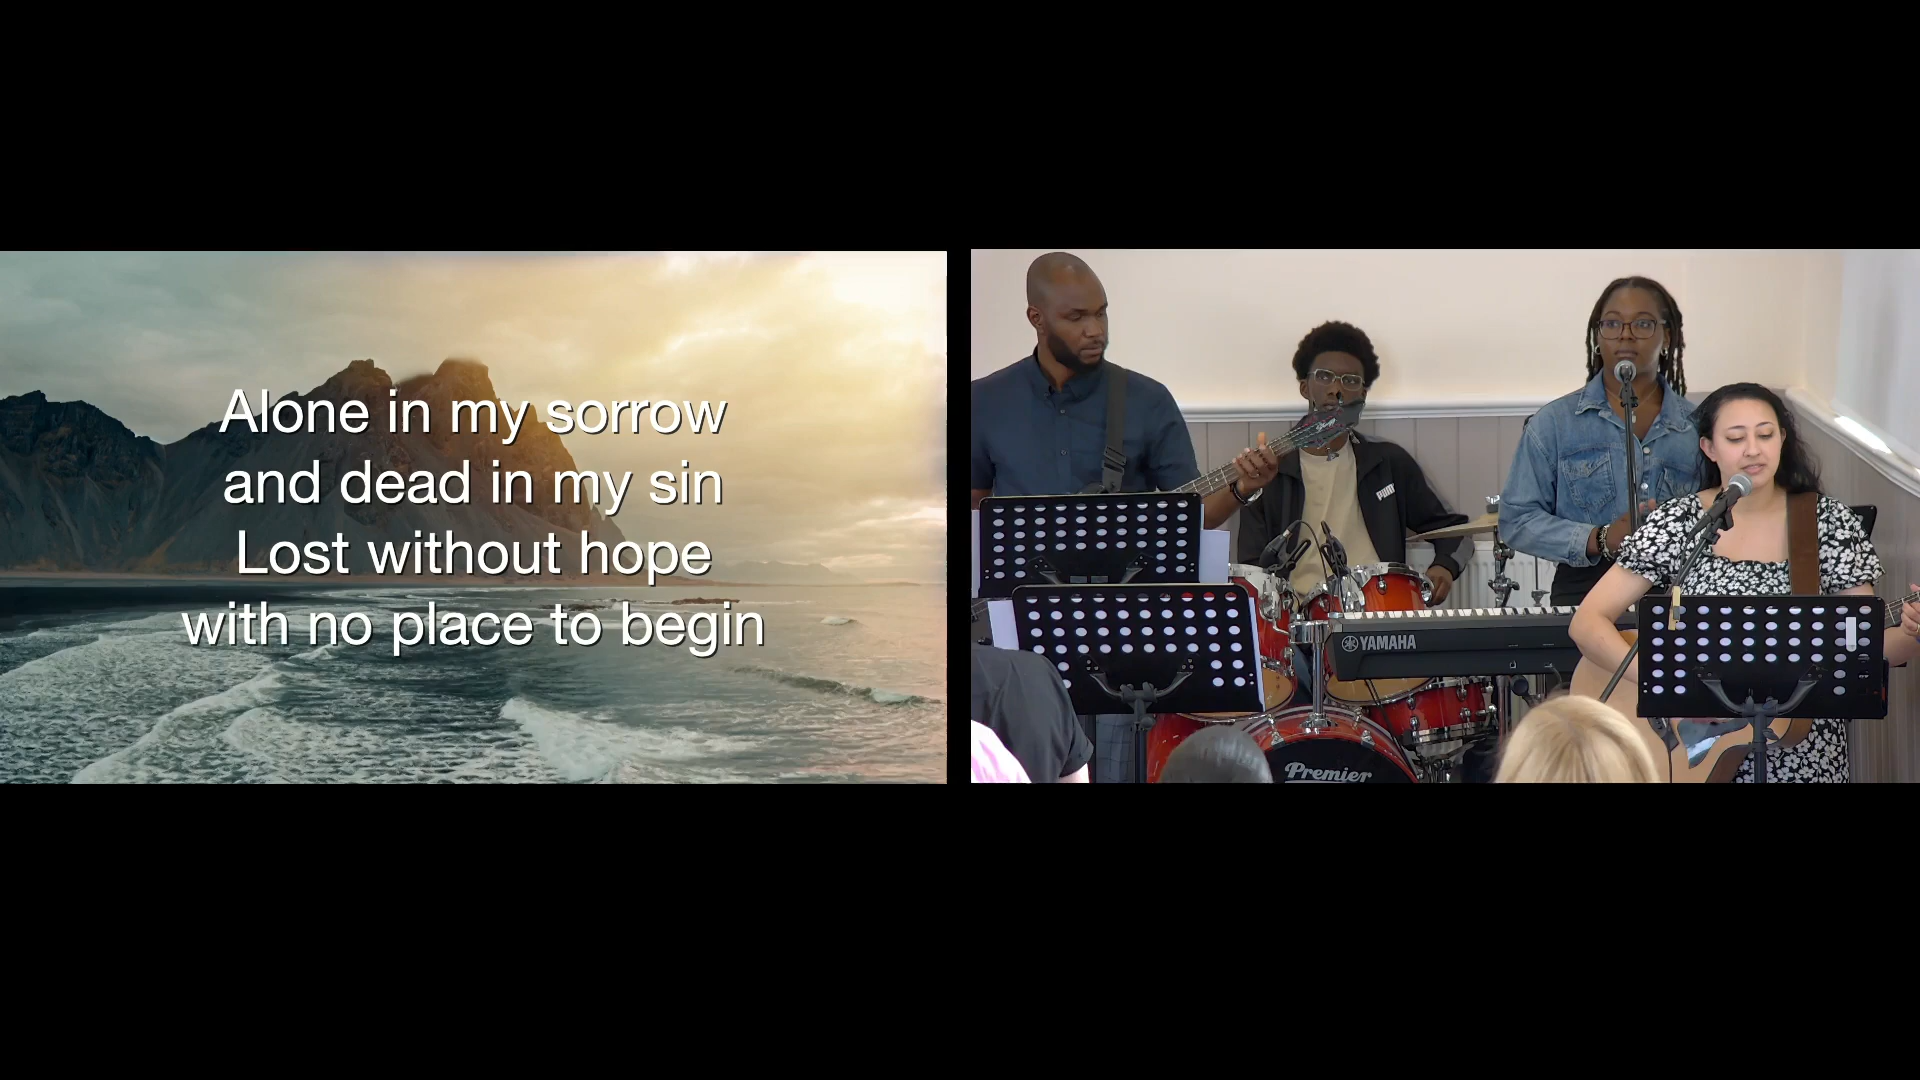 Alone in my sorrow
and dead in my sin
Lost without hope
with no place to begin
PUMA
YAMAHA
Premier